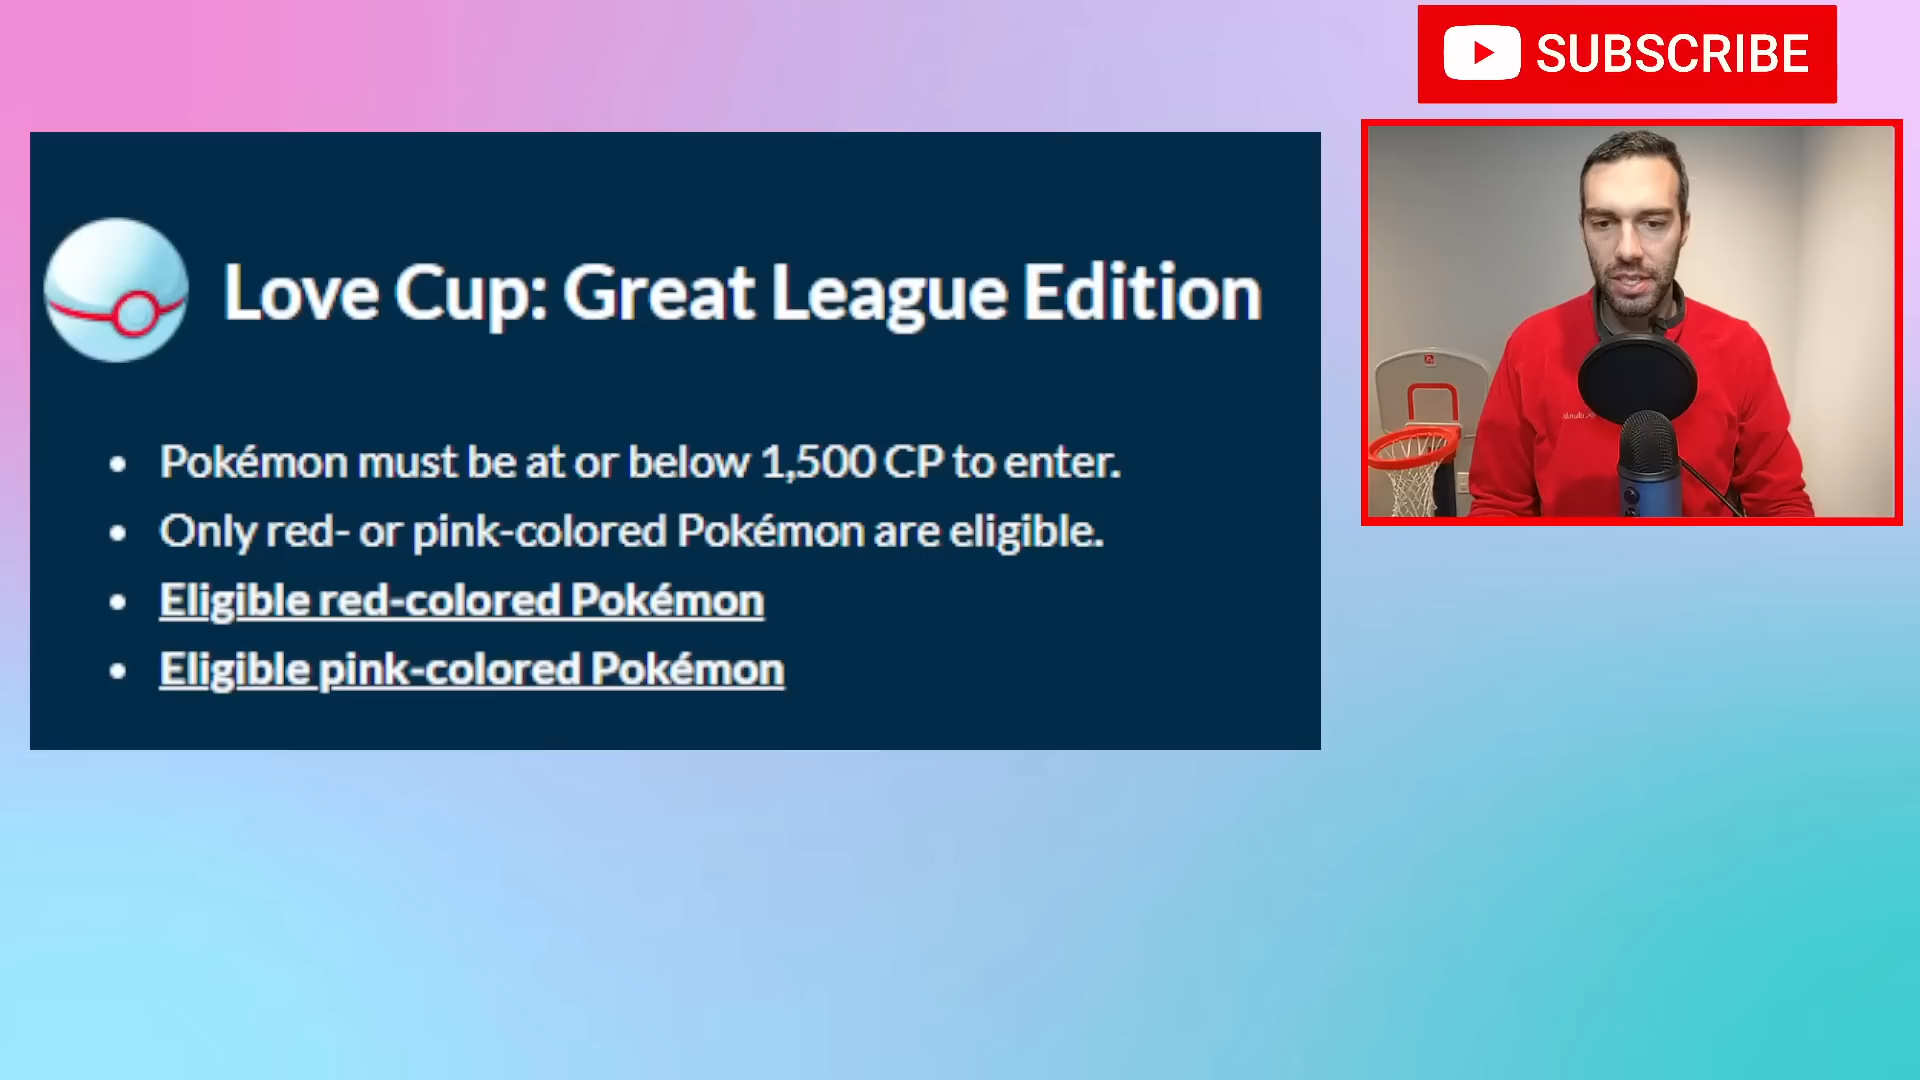 SUBSCRIBE
Love Cup: Great League Edition
• Pokémon must be at or below 1,500 CP to enter.
• Only red- or pink-colored Pokémon are eligible.
• Eligible red-colored Pokémon
• Eligible pink-colored Pokémon